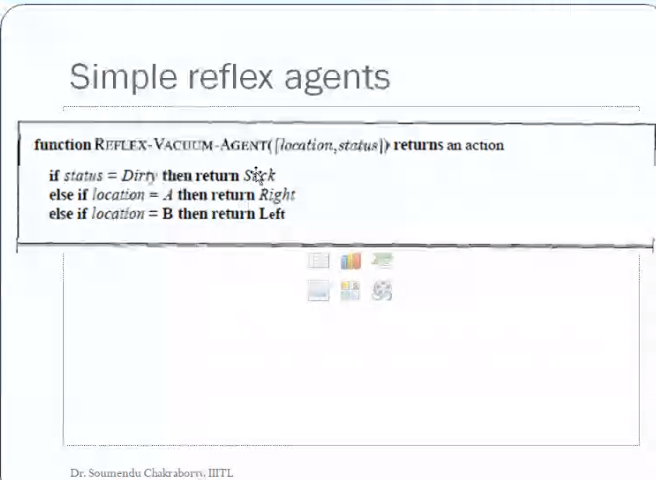 Simple reflex agents
function REFLEX-VACUUM-AGENT([location,status]) returns an action
if status = Dirty then return Suck
else if location = A then return Right
else if location = B then return Left
Dr. Soumendu Chakraborty, IIITL